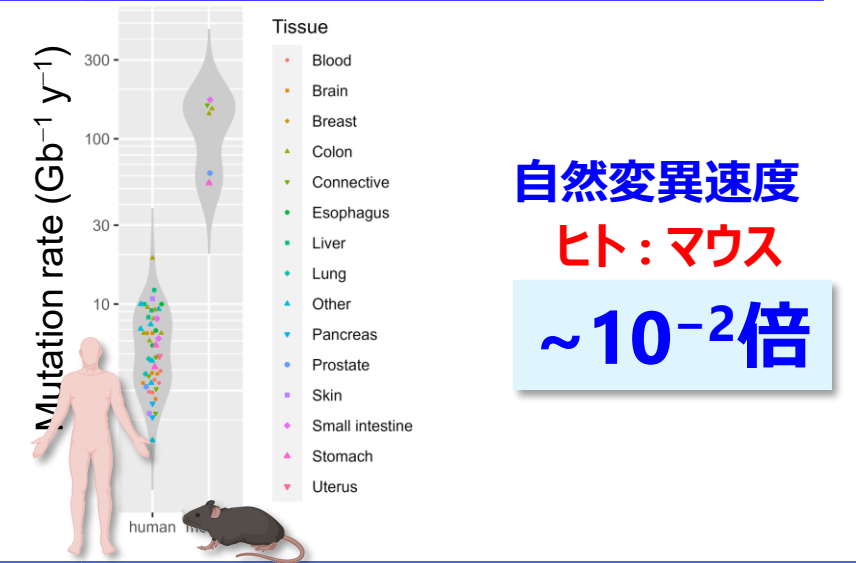 Mutation rate (Gb⁻¹ y⁻¹)
300
100
30
10
human
Tissue
Blood
Brain
Breast
Colon
Connective
Esophagus
Liver
Lung
Other
Pancreas
Prostate
Skin
Small intestine
Stomach
Uterus
自然変異速度
ヒト : マウス
~10⁻²倍